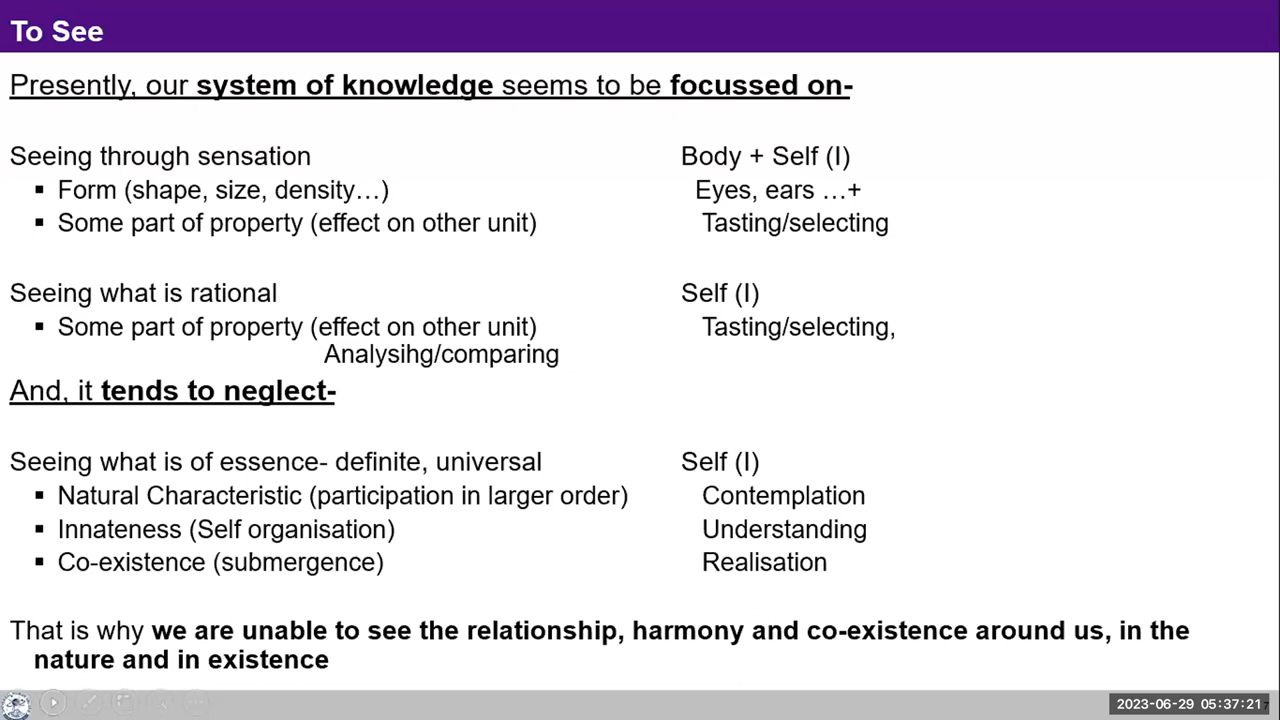 To See
Presently, our system of knowledge seems to be focussed on-
Seeing through sensation Body + Self (I)
▪ Form (shape, size, density…) Eyes, ears …+
▪ Some part of property (effect on other unit) Tasting/selecting
Seeing what is rational Self (I)
▪ Some part of property (effect on other unit) Tasting/selecting,
Analysihg/comparing
And, it tends to neglect-
Seeing what is of essence- definite, universal Self (I)
▪ Natural Characteristic (participation in larger order) Contemplation
▪ Innateness (Self organisation) Understanding
▪ Co-existence (submergence) Realisation
That is why we are unable to see the relationship, harmony and co-existence around us, in the
nature and in existence
2023-06-29 05:37:21